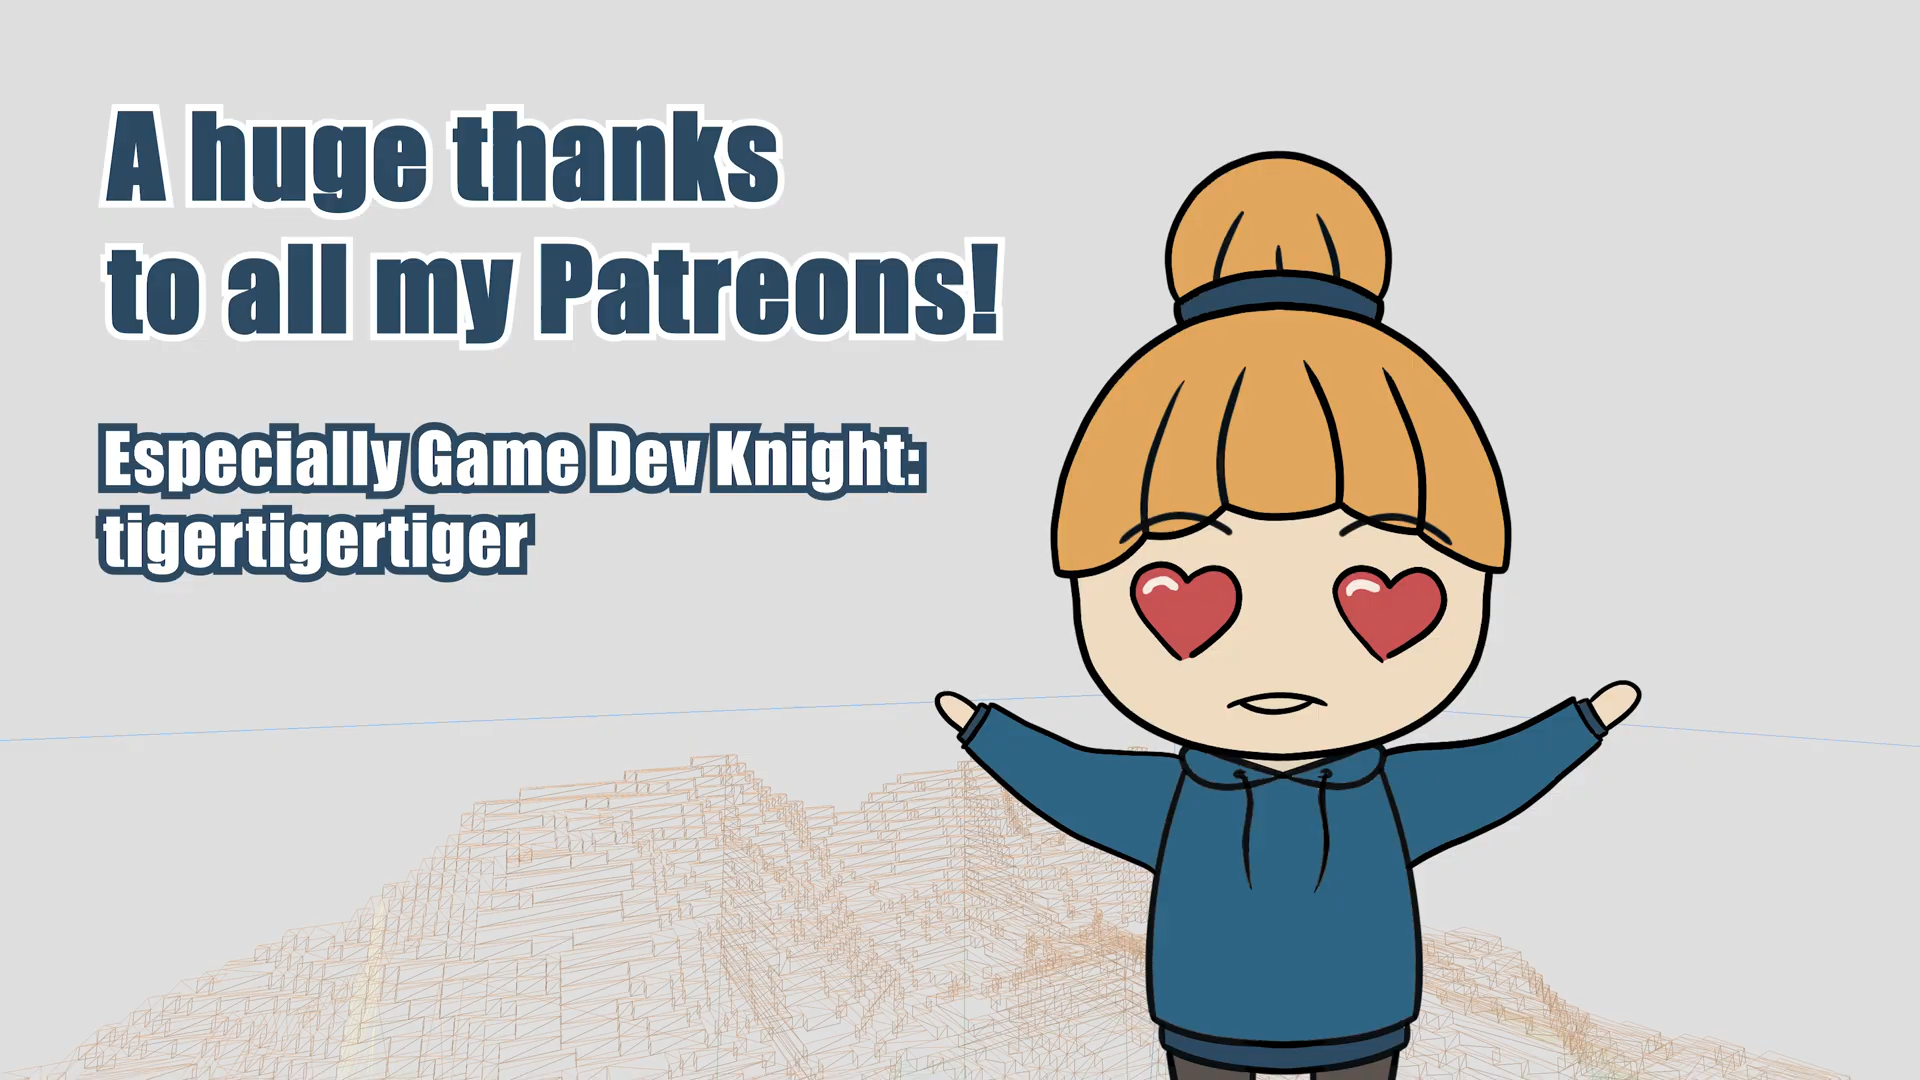 A huge thanks
to all my Patreons!
Especially Game Dev Knight:
tigertigertiger